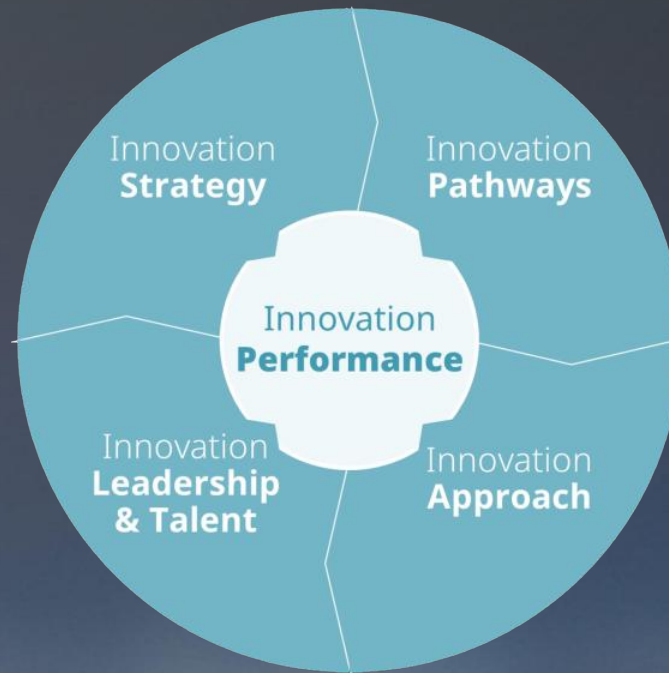 Innovation
Strategy
Innovation
Pathways
Innovation
Performance
Innovation
Leadership
& Talent
Innovation
Approach